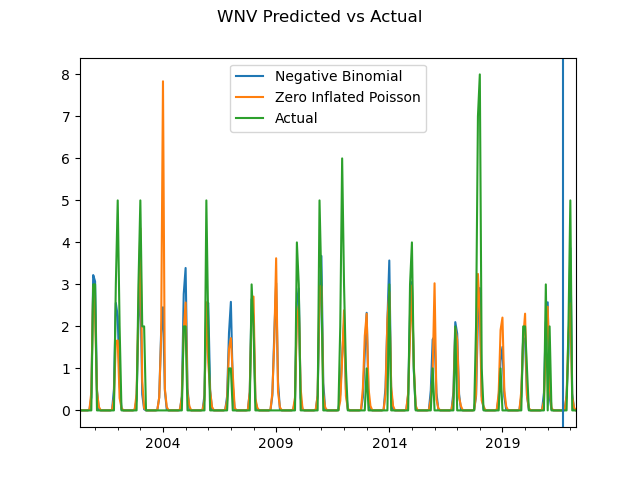 WNV Predicted vs Actual
8
7
6
5
4
3
2
1
0
Negative Binomial
Zero Inflated Poisson
Actual
2004 2009 2014 2019